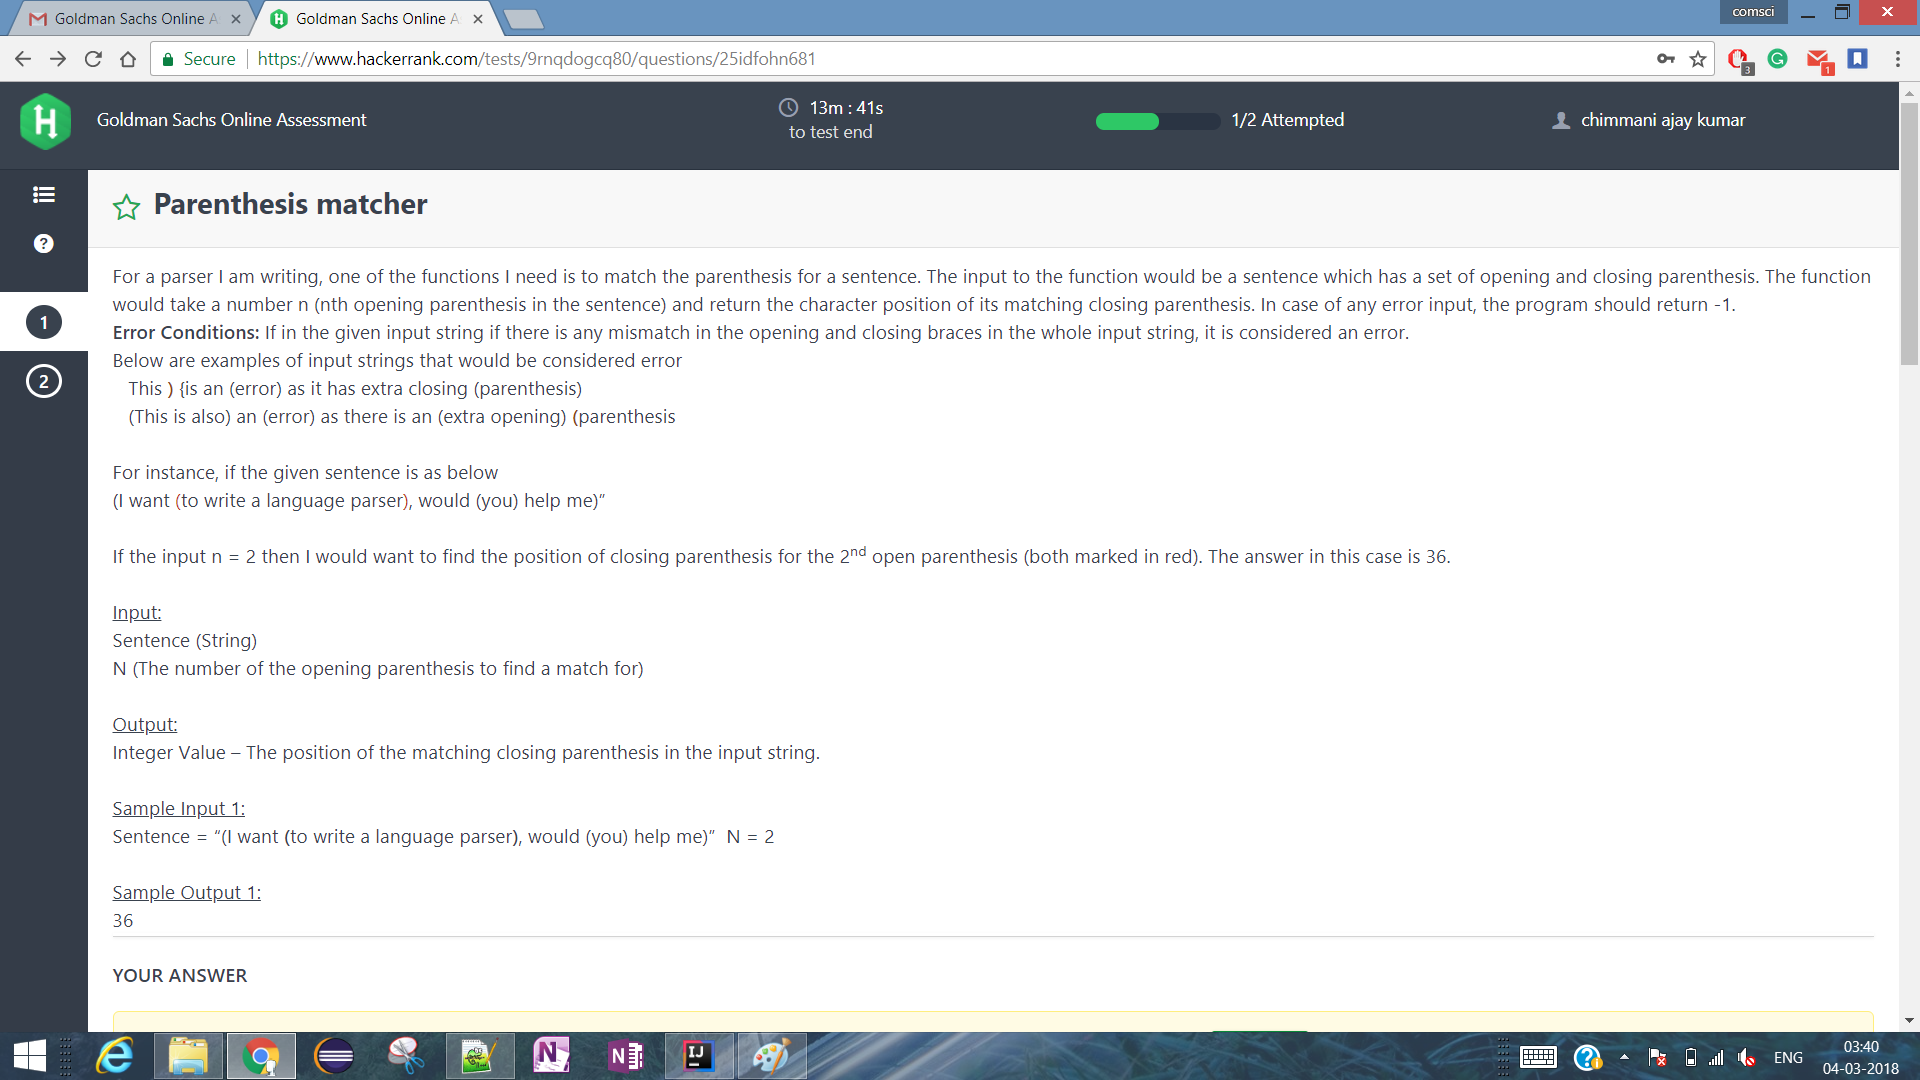 Goldman Sachs Online A
Goldman Sachs Online A
comsci
Secure
https://www.hackerrank.com/tests/9rnqdogcq80/questions/25idfohn681
3
1
H
Goldman Sachs Online Assessment
13m : 41s
to test end
1/2 Attempted
chimmani ajay kumar
?
1
2
Parenthesis matcher
For a parser I am writing, one of the functions I need is to match the parenthesis for a sentence. The input to the function would be a sentence which has a set of opening and closing parenthesis. The function
would take a number n (nth opening parenthesis in the sentence) and return the character position of its matching closing parenthesis. In case of any error input, the program should return -1.
Error Conditions: If in the given input string if there is any mismatch in the opening and closing braces in the whole input string, it is considered an error.
Below are examples of input strings that would be considered error
This ) {is an (error) as it has extra closing (parenthesis)
(This is also) an (error) as there is an (extra opening) (parenthesis
For instance, if the given sentence is as below
(I want (to write a language parser), would (you) help me)”
If the input n = 2 then I would want to find the position of closing parenthesis for the 2nd open parenthesis (both marked in red). The answer in this case is 36.
Input:
Sentence (String)
N (The number of the opening parenthesis to find a match for)
Output:
Integer Value – The position of the matching closing parenthesis in the input string.
Sample Input 1:
Sentence = “(I want (to write a language parser), would (you) help me)”  N = 2
Sample Output 1:
36
YOUR ANSWER
N
N
IJ
?
ENG
03:40
04-03-2018